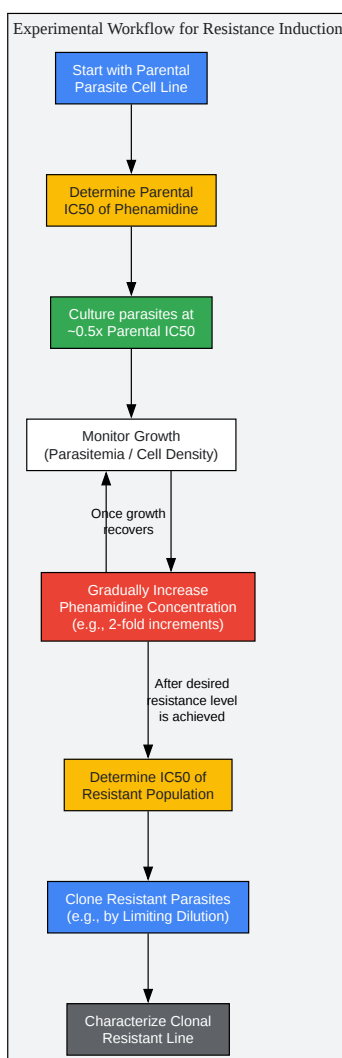 Experimental Workflow for Resistance Induction
Start with Parental
Parasite Cell Line
Determine Parental
IC50 of Phenamidine
Culture parasites at
~0.5x Parental IC50
Monitor Growth
(Parasitemia / Cell Density)
Once growth
recovers
Gradually Increase
Phenamidine Concentration
(e.g., 2-fold increments)
After desired
resistance level
is achieved
Determine IC50 of
Resistant Population
Clone Resistant Parasites
(e.g., by Limiting Dilution)
Characterize Clonal
Resistant Line